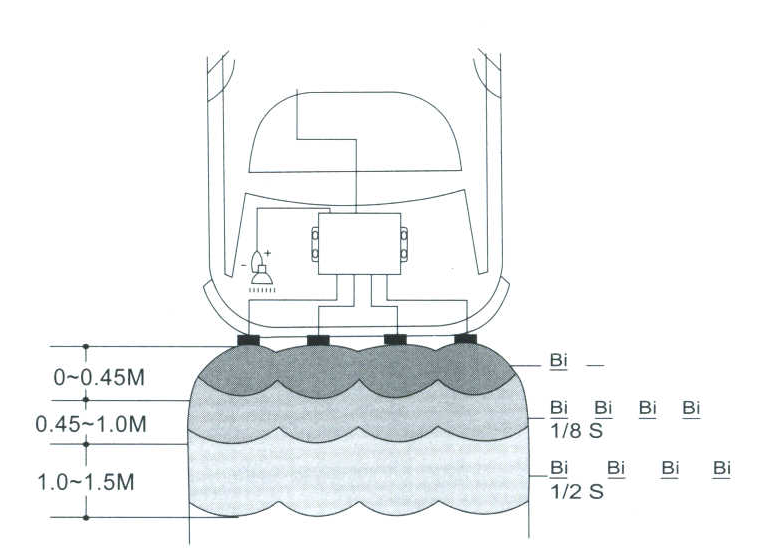 +
-
0~0.45M
Bi —
0.45~1.0M
Bi Bi Bi Bi
1/8 S
1.0~1.5M
Bi Bi Bi Bi
1/2 S